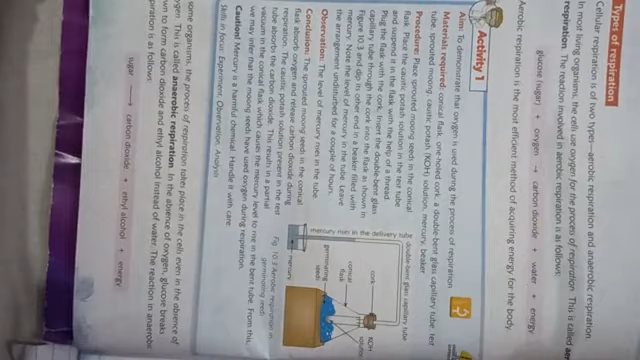 Types of respiration
Cellular respiration is of two types—aerobic respiration and anaerobic respiration.
In most living organisms, the cells use oxygen for the process of respiration. This is called
respiration. The reaction involved in aerobic respiration is as follows:
glucose (sugar) + oxygen → carbon dioxide + water + energy
Aerobic respiration is the most efficient method of acquiring energy for the body.
Activity 1
Aim: To demonstrate that oxygen is used during the process of respiration
Materials required: conical flask, one-holed cork, a double bent glass capillary tube, test
tube, sprouted moong, caustic potash (KOH) solution, mercury, beaker
Procedure: Place sprouted moong seeds in the conical
flask. Place the caustic potash solution in the test tube
and suspend it in the flask with the help of a thread.
Plug the flask with the cork. Insert the double-bent glass
capillary tube through the cork into the flask as shown in
figure 10.3 and dip its other end in a beaker filled with
mercury. Note the level of mercury in the tube. Leave
the arrangement undisturbed for a couple of hours.
Observation: The level of mercury rises in the tube.
Conclusion: The sprouted moong seeds in the conical
flask absorb oxygen and release carbon dioxide during
respiration. The caustic potash solution present in the test
tube absorbs the carbon dioxide. This results in a partial
vacuum in the conical flask which causes the mercury level to rise in the bent tube. From this,
we may infer that the moong seeds have used oxygen during respiration.
Caution! Mercury is a harmful chemical. Handle it with care.
Skills in focus: Experiment, Observation, Analysis
double-bent glass capillary tube
cork
KOH
solution
conical
flask
germinating
seeds
mercury rises in the delivery tube
mercury
Fig. 10.3 Aerobic respiration in
germinating seeds
some organisms, the process of respiration takes place in the cells even in the absence of
This is called anaerobic respiration. In the absence of oxygen, glucose breaks
to form carbon dioxide and ethyl alcohol instead of water. The reaction in anaerobic
is as follows:
sugar → carbon dioxide + ethyl alcohol + energy